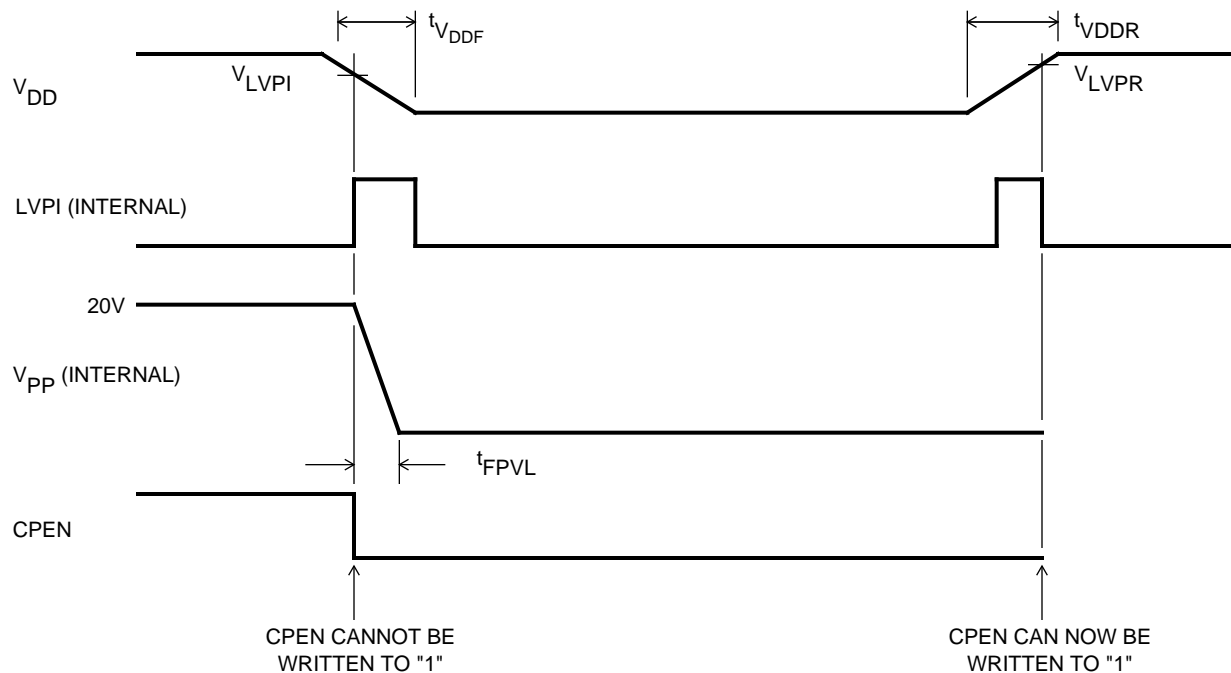 tVDDF
tVDDR
VLVPI
VLVPR
VDD
LVPI (INTERNAL)
20V
VPP (INTERNAL)
tFPVL
CPEN
CPEN CANNOT BE
WRITTEN TO "1"
CPEN CAN NOW BE
WRITTEN TO "1"